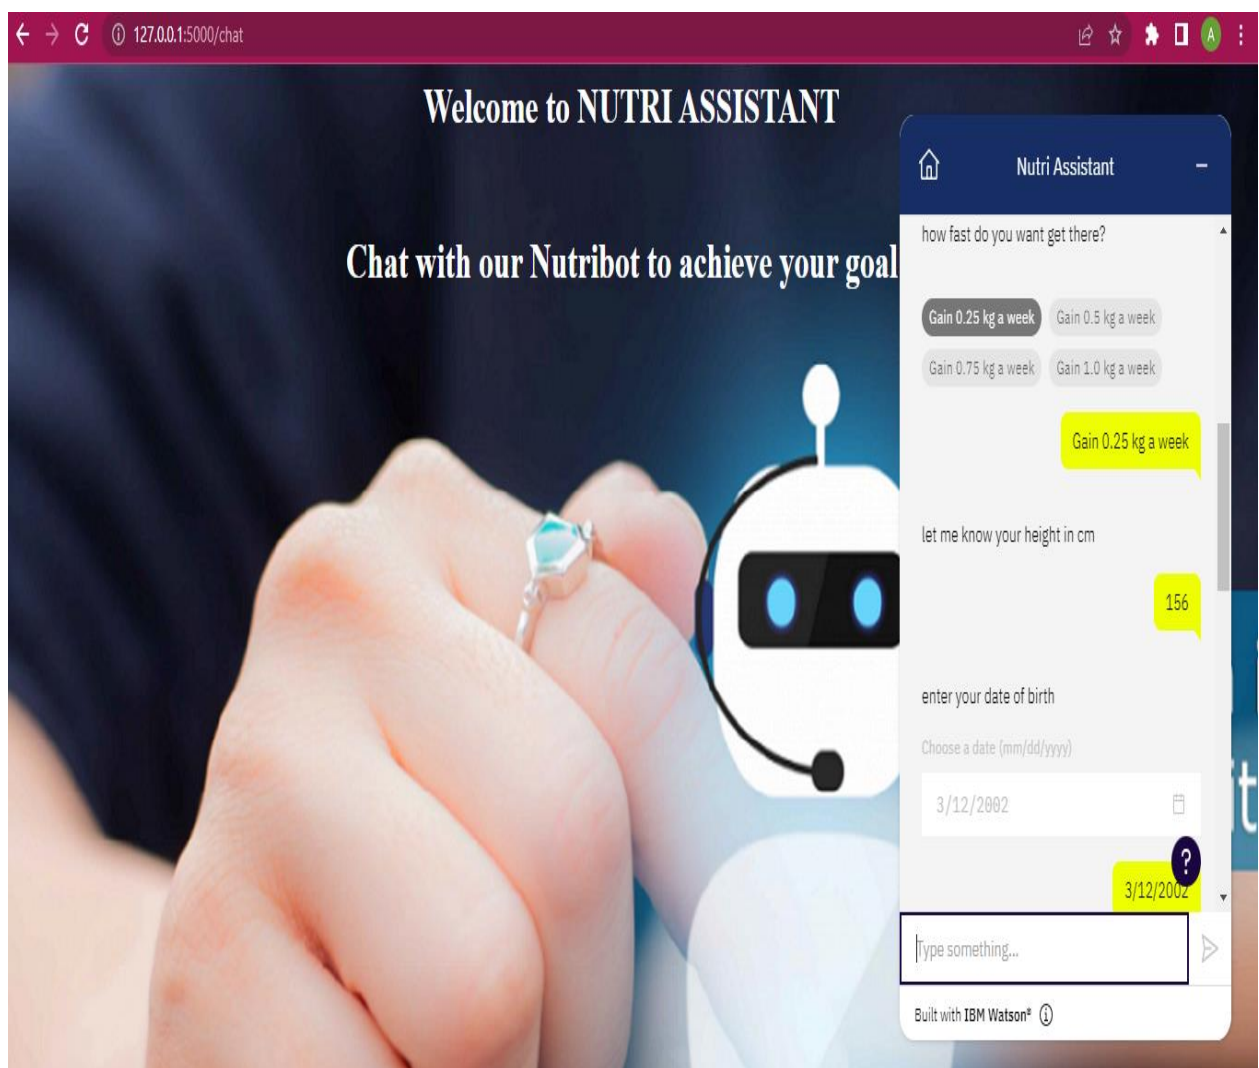 127.0.0.1:5000/chat
A
Welcome to NUTRI ASSISTANT
Chat with our Nutribot to achieve your goal
Nutri Assistant
how fast do you want get there?
Gain 0.25 kg a week
Gain 0.5 kg a week
Gain 0.75 kg a week
Gain 1.0 kg a week
Gain 0.25 kg a week
let me know your height in cm
156
enter your date of birth
Choose a date (mm/dd/yyyy)
3/12/2002
?
3/12/2002
Type something...
Built with IBM Watson®
it